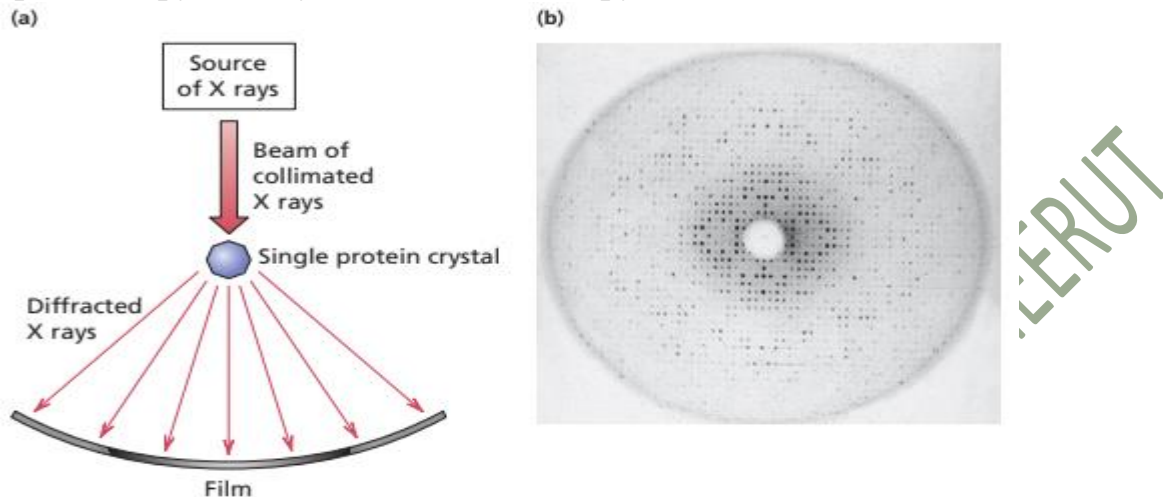 (a)
Source
of X rays
Beam of
collimated
X rays
Single protein crystal
Diffracted
X rays
Film
(b)